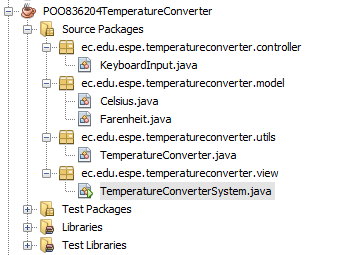 POO836204TemperatureConverter
Source Packages
ec.edu.espe.temperatureconverter.controller
KeyboardInput.java
ec.edu.espe.temperatureconverter.model
Celsius.java
Farenheit.java
ec.edu.espe.temperatureconverter.utils
TemperatureConverter.java
ec.edu.espe.temperatureconverter.view
TemperatureConverterSystem.java
Test Packages
Libraries
Test Libraries